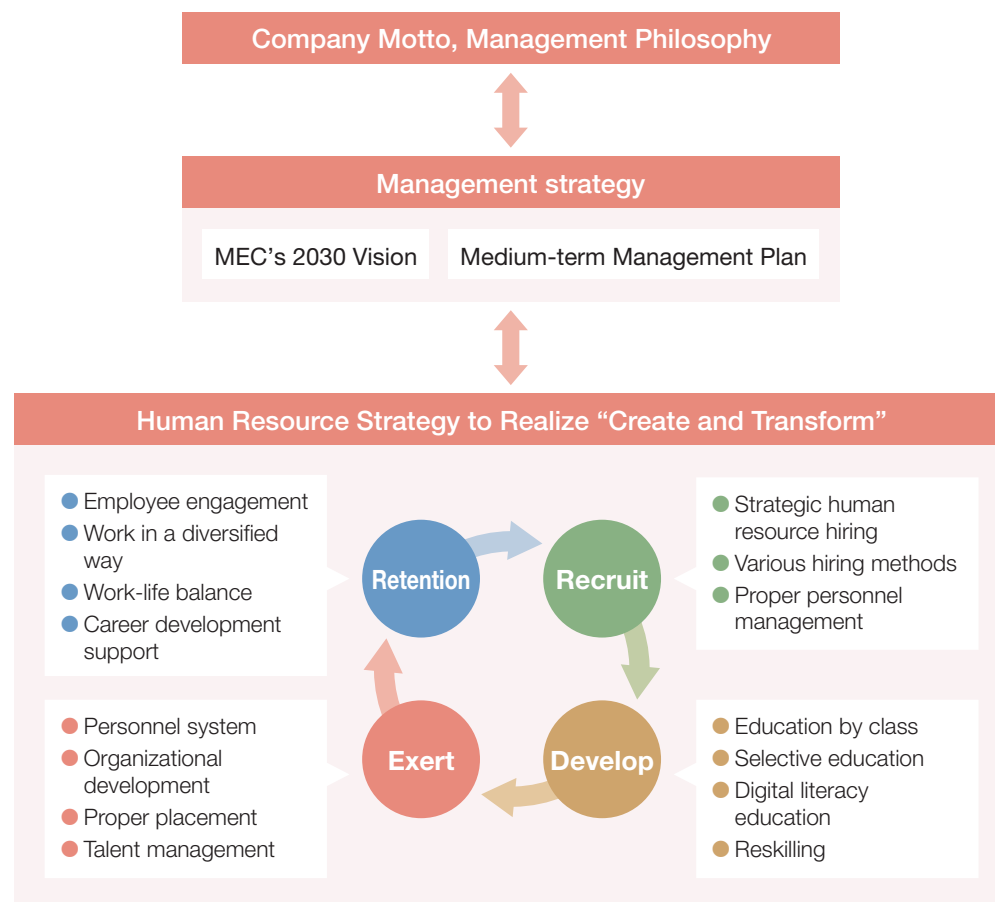 Company Motto, Management Philosophy
Management strategy
MEC’s 2030 Vision
Medium-term Management Plan
Human Resource Strategy to Realize “Create and Transform”
Employee engagement
Work in a diversified
way
Work-life balance
Career development
support
Retention
Recruit
Strategic human
resource hiring
Various hiring methods
Proper personnel
management
Personnel system
Organizational
development
Proper placement
Talent management
Exert
Develop
Education by class
Selective education
Digital literacy
education
Reskilling